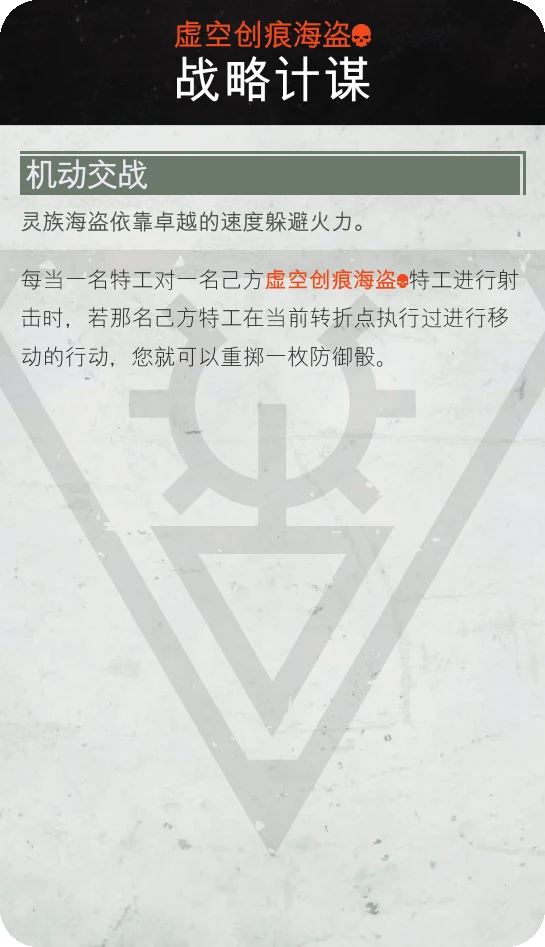 虚空创痕海盗
战略计谋
机动交战
灵族海盗依靠卓越的速度躲避火力。
每当一名特工对一名己方虚空创痕海盗特工进行射
击时，若那名己方特工在当前转折点执行过进行移
动的行动，您就可以重掷一枚防御骰。